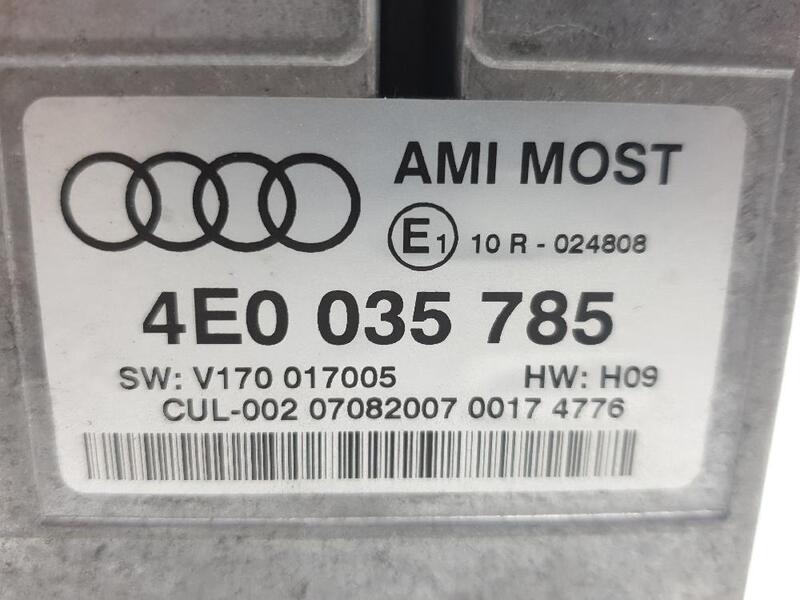 AMI MOST
E1 10 R - 024808
4E0 035 785
SW: V170 017005 HW: H09
CUL-002 07082007 0017 4776